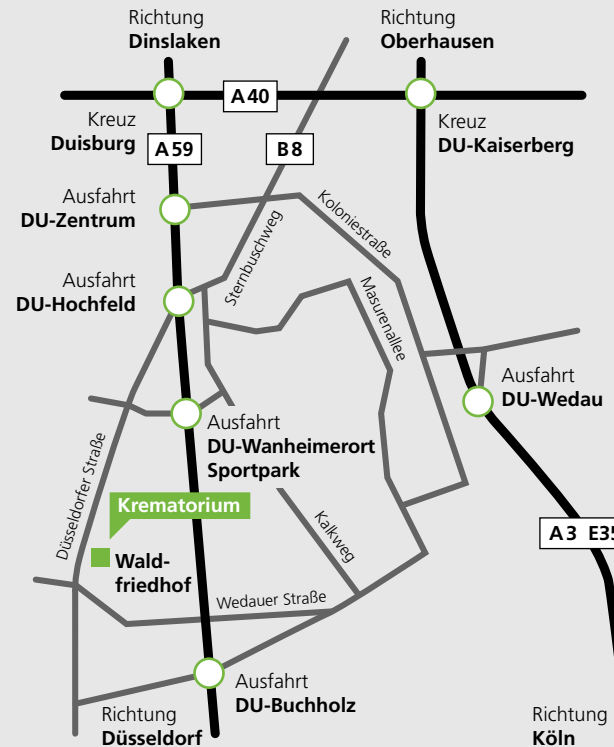 Richtung
Dinslaken
Richtung
Oberhausen
A 40
Kreuz
Duisburg
A 59
B 8
Kreuz
DU-Kaiserberg
Ausfahrt
DU-Zentrum
Koloniestraße
Sternbuschweg
Ausfahrt
DU-Hochfeld
Masurenallee
Ausfahrt
DU-Wedau
Ausfahrt
DU-Wanheimerort
Sportpark
Düsseldorfer Straße
Krematorium
Kalkweg
A 3 E35
Wald-
friedhof
Wedauer Straße
Ausfahrt
DU-Buchholz
Richtung
Düsseldorf
Richtung
Köln